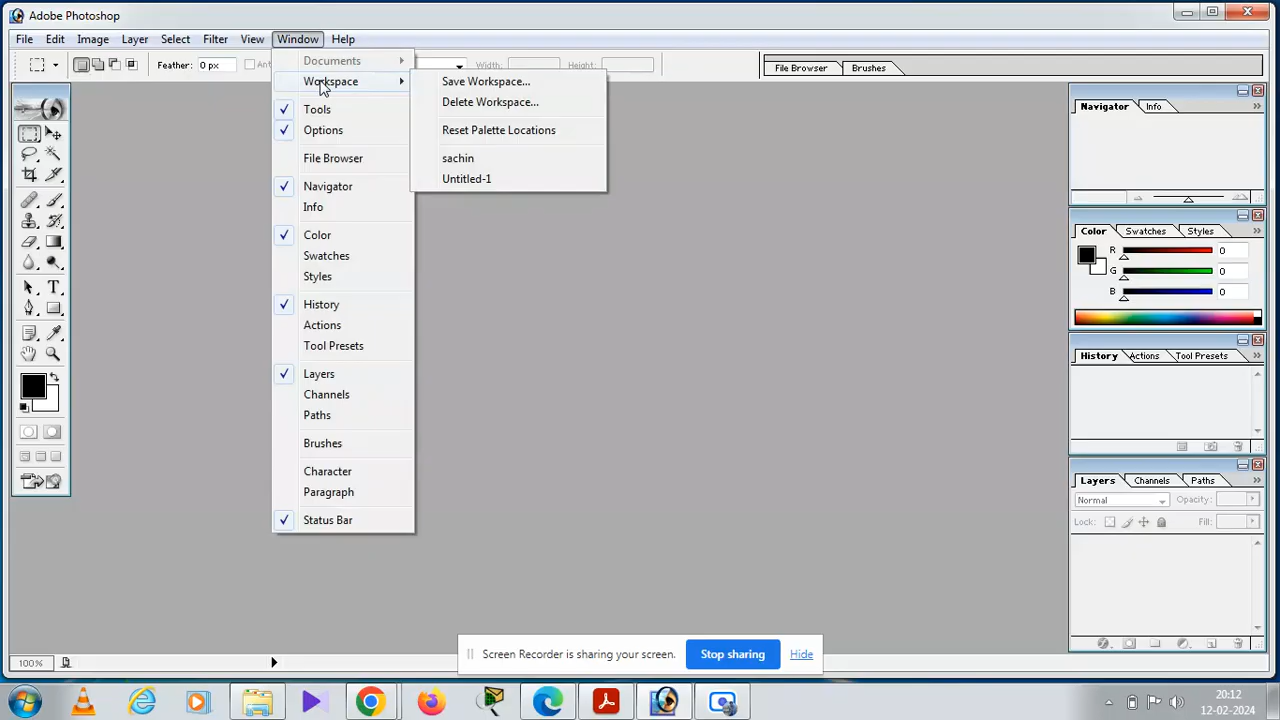 Adobe Photoshop
File Edit Image Layer Select Filter View Window Help
Feather: 0 px Width: Height: File Browser Brushes
Documents
Workspace
Tools
Options
File Browser
Navigator
Info
Color
Swatches
Styles
History
Actions
Tool Presets
Layers
Channels
Paths
Brushes
Character
Paragraph
Status Bar
Save Workspace...
Delete Workspace...
Reset Palette Locations
sachin
Untitled-1
Navigator Info
Color Swatches Styles
R 0
G 0
B 0
History Actions Tool Presets
Layers Channels Paths
Normal Opacity:
Lock: Fill:
100%
Screen Recorder is sharing your screen. Stop sharing Hide
20:12
12-02-2024